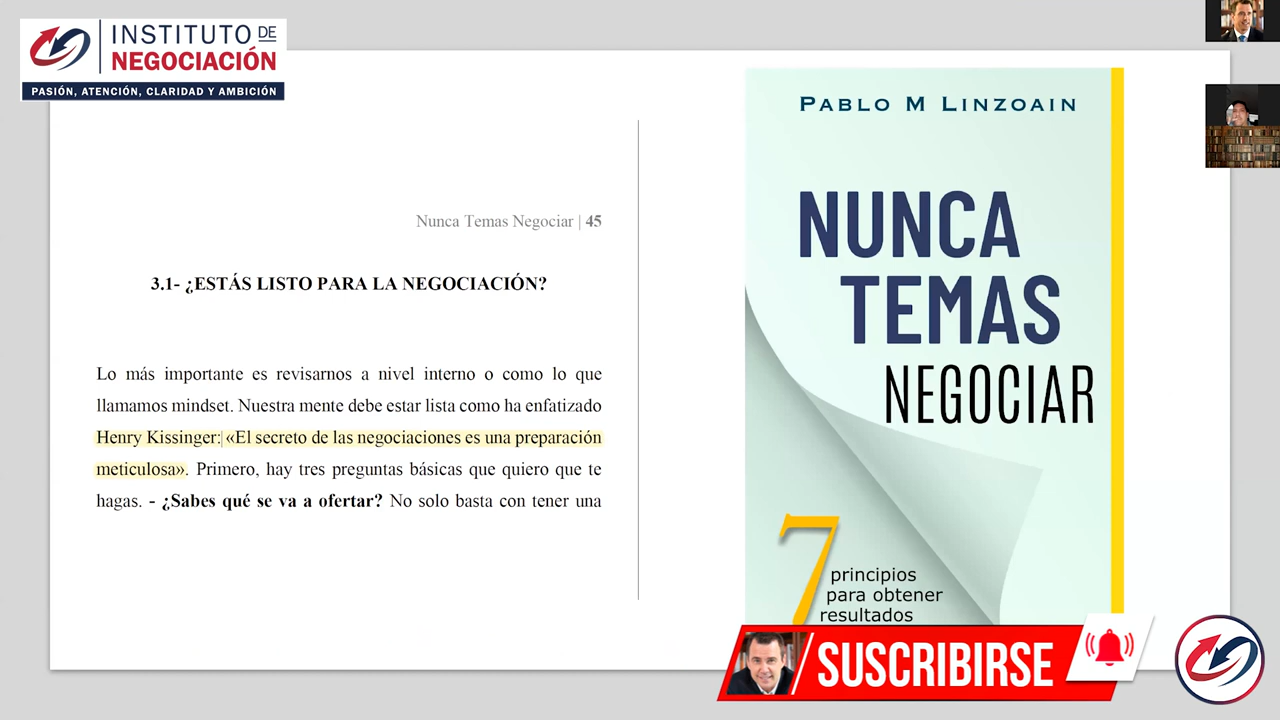 INSTITUTO DE
NEGOCIACIÓN
PASIÓN, ATENCIÓN, CLARIDAD Y AMBICIÓN
Nunca Temas Negociar | 45
3.1- ¿ESTÁS LISTO PARA LA NEGOCIACIÓN?
Lo más importante es revisarnos a nivel interno o como lo que
llamamos mindset. Nuestra mente debe estar lista como ha enfatizado
Henry Kissinger: «El secreto de las negociaciones es una preparación
meticulosa». Primero, hay tres preguntas básicas que quiero que te
hagas. - ¿Sabes qué se va a ofertar? No solo basta con tener una
PABLO M LINZOAIN
NUNCA
TEMAS
NEGOCIAR
7
principios
para obtener
resultados
SUSCRIBIRSE